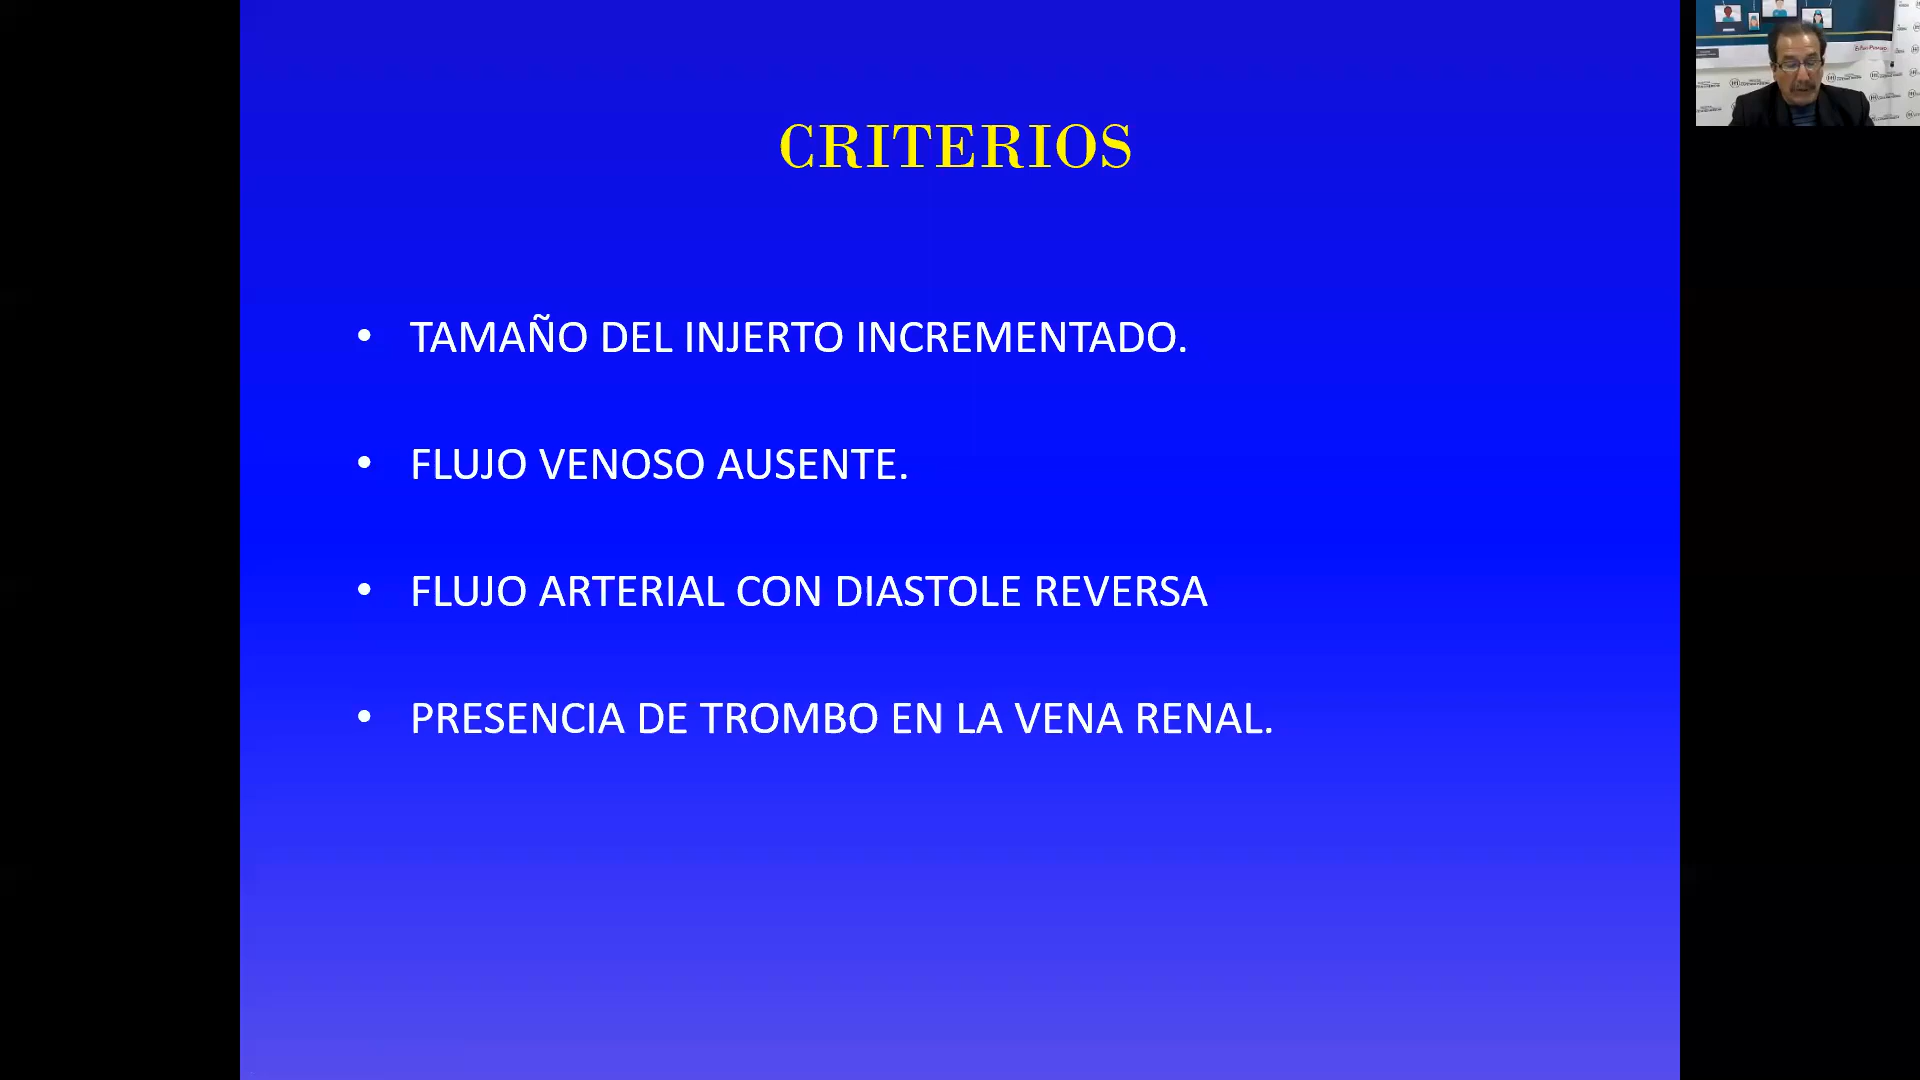 CRITERIOS
• TAMAÑO DEL INJERTO INCREMENTADO.
• FLUJO VENOSO AUSENTE.
• FLUJO ARTERIAL CON DIASTOLE REVERSA
• PRESENCIA DE TROMBO EN LA VENA RENAL.